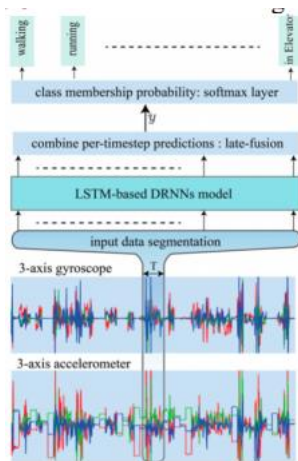 walking
running
in Elevator
class membership probability: softmax layer
y
combine per-timestep predictions : late-fusion
LSTM-based DRNNs model
input data segmentation
3-axis gyroscope
T
3-axis accelerometer